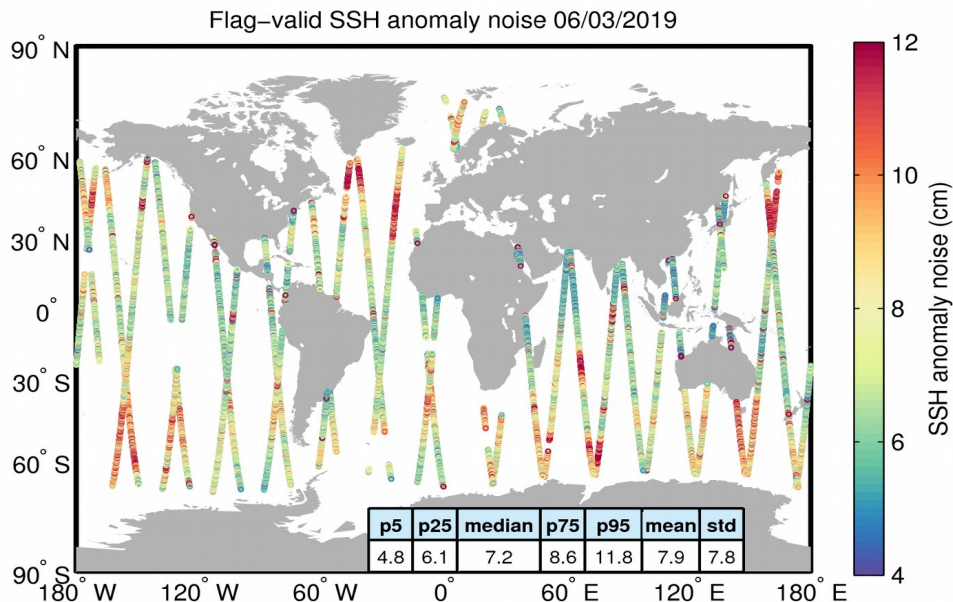 Flag−valid SSH anomaly noise 06/03/2019
90° N
60° N
30° N
0°
30° S
60° S
90° S
180° W
120° W
60° W
0°
60° E
120° E
180° E
p5 p25 median p75 p95 mean std
4.8 6.1 7.2 8.6 11.8 7.9 7.8
12
10
8
6
4
SSH anomaly noise (cm)